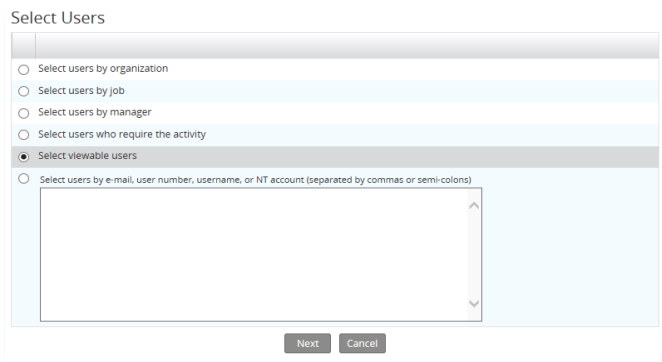 Select Users
Select users by organization
Select users by job
Select users by manager
Select users who require the activity
Select viewable users
Select users by e-mail, user number, username, or NT account (separated by commas or semi-colons)
Next Cancel